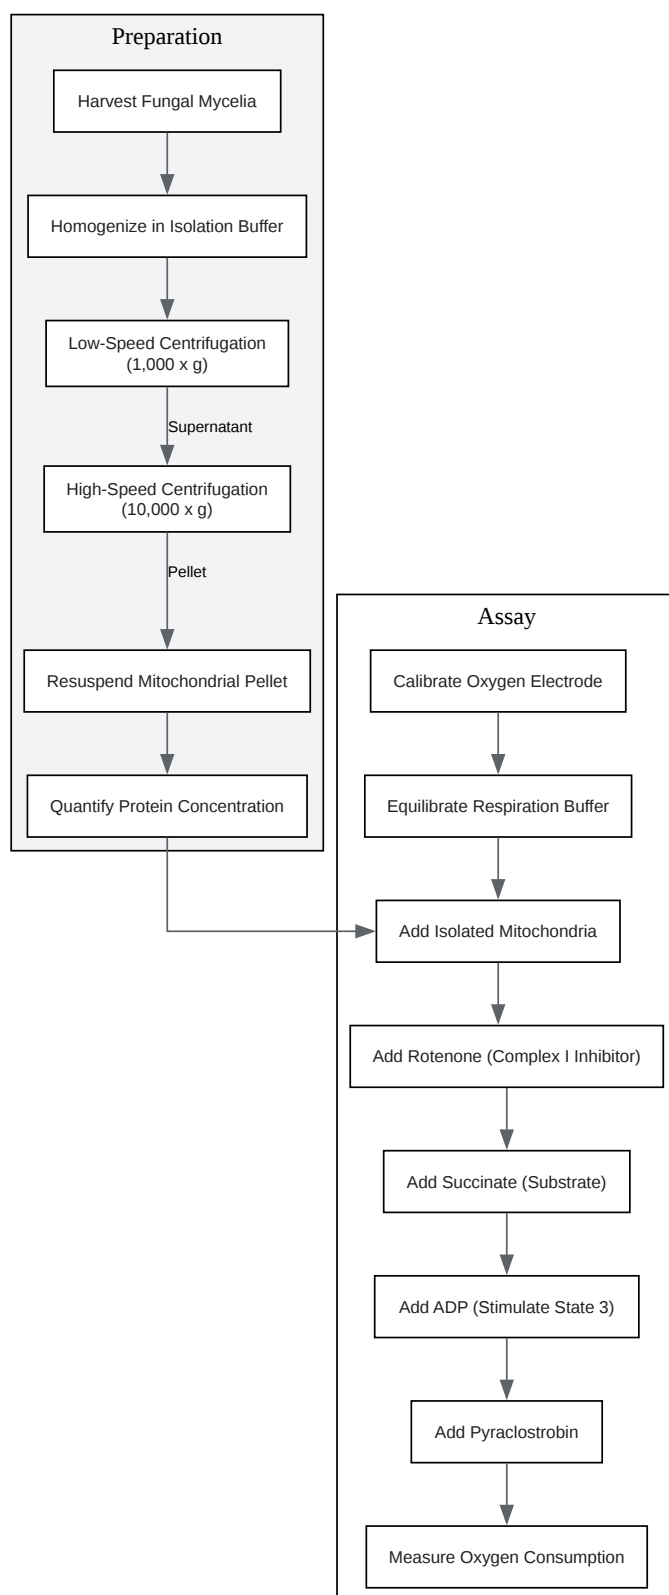 Preparation
Harvest Fungal Mycelia
Homogenize in Isolation Buffer
Low-Speed Centrifugation
(1,000 x g)
Supernatant
High-Speed Centrifugation
(10,000 x g)
Pellet
Resuspend Mitochondrial Pellet
Quantify Protein Concentration
Assay
Calibrate Oxygen Electrode
Equilibrate Respiration Buffer
Add Isolated Mitochondria
Add Rotenone (Complex I Inhibitor)
Add Succinate (Substrate)
Add ADP (Stimulate State 3)
Add Pyraclostrobin
Measure Oxygen Consumption